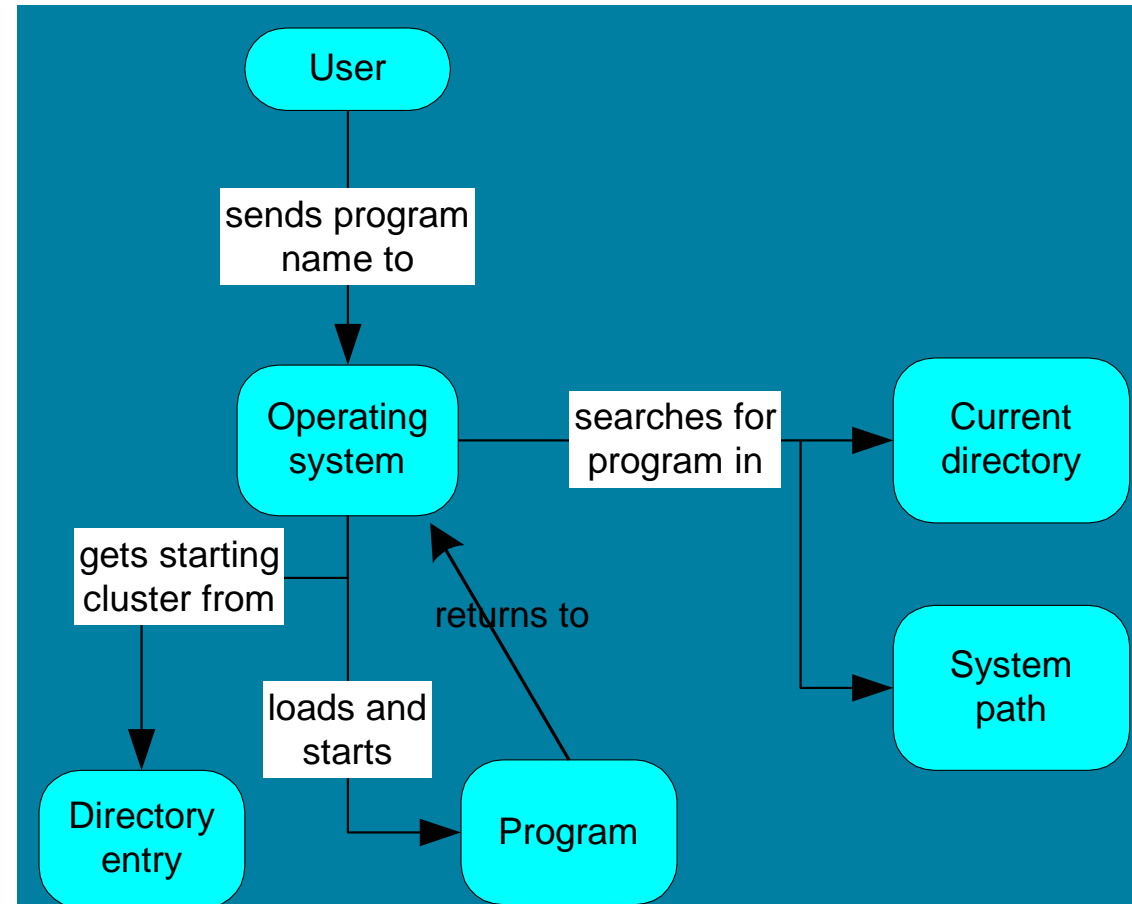 User
sends program
name to
Operating
system
searches for
program in
Current
directory
gets starting
cluster from
returns to
System
path
loads and
starts
Directory
entry
Program